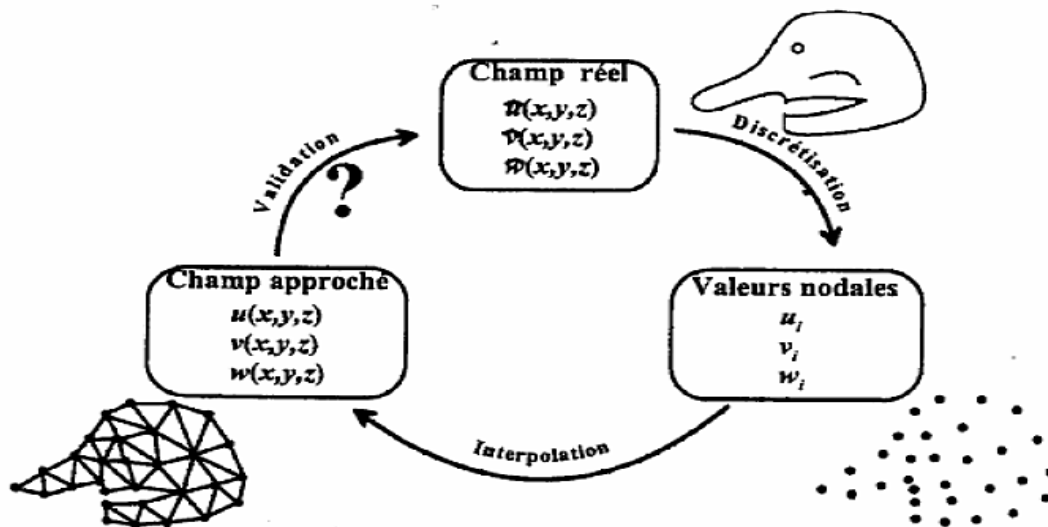 Champ réel
ũ(x,y,z)
ṽ(x,y,z)
w̃(x,y,z)
Discrétisation
Validation
?
Champ approché
u(x,y,z)
v(x,y,z)
w(x,y,z)
Valeurs nodales
uᵢ
vᵢ
wᵢ
Interpolation